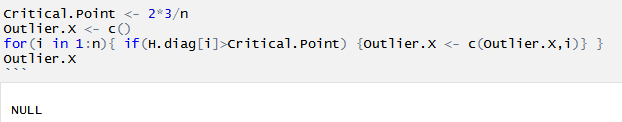 Critical.Point <- 2*3/n
Outlier.X <- c()
for(i in 1:n){ if(H.diag[i]>Critical.Point) {Outlier.X <- c(Outlier.X,i)} }
Outlier.X
```
NULL